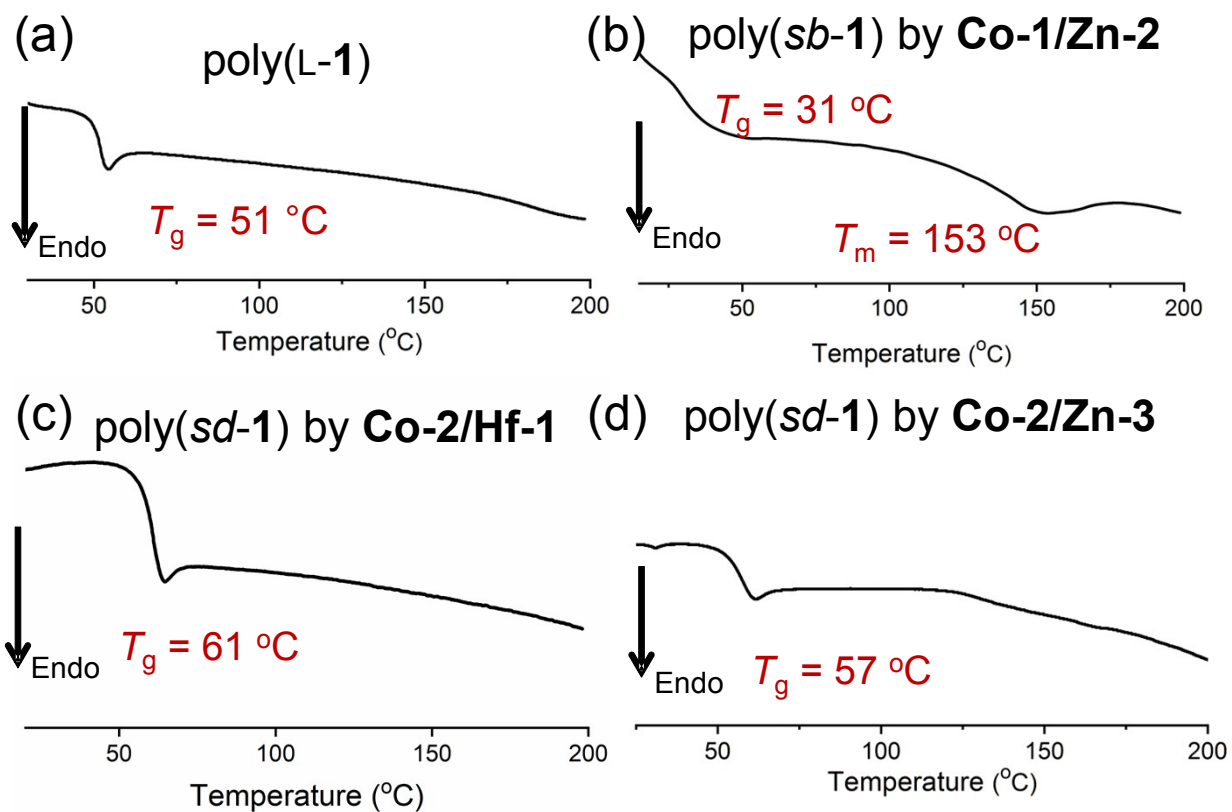 (a)
poly(L-1)
Tg = 51 °C
Endo
50 100 150 200
Temperature (oC)
(b) poly(sb-1) by Co-1/Zn-2
Tg = 31 oC
Tm = 153 oC
Endo
50 100 150 200
Temperature (oC)
(c) poly(sd-1) by Co-2/Hf-1
Tg = 61 oC
Endo
50 100 150 200
Temperature (oC)
(d) poly(sd-1) by Co-2/Zn-3
Tg = 57 oC
Endo
50 100 150 200
Temperature (oC)